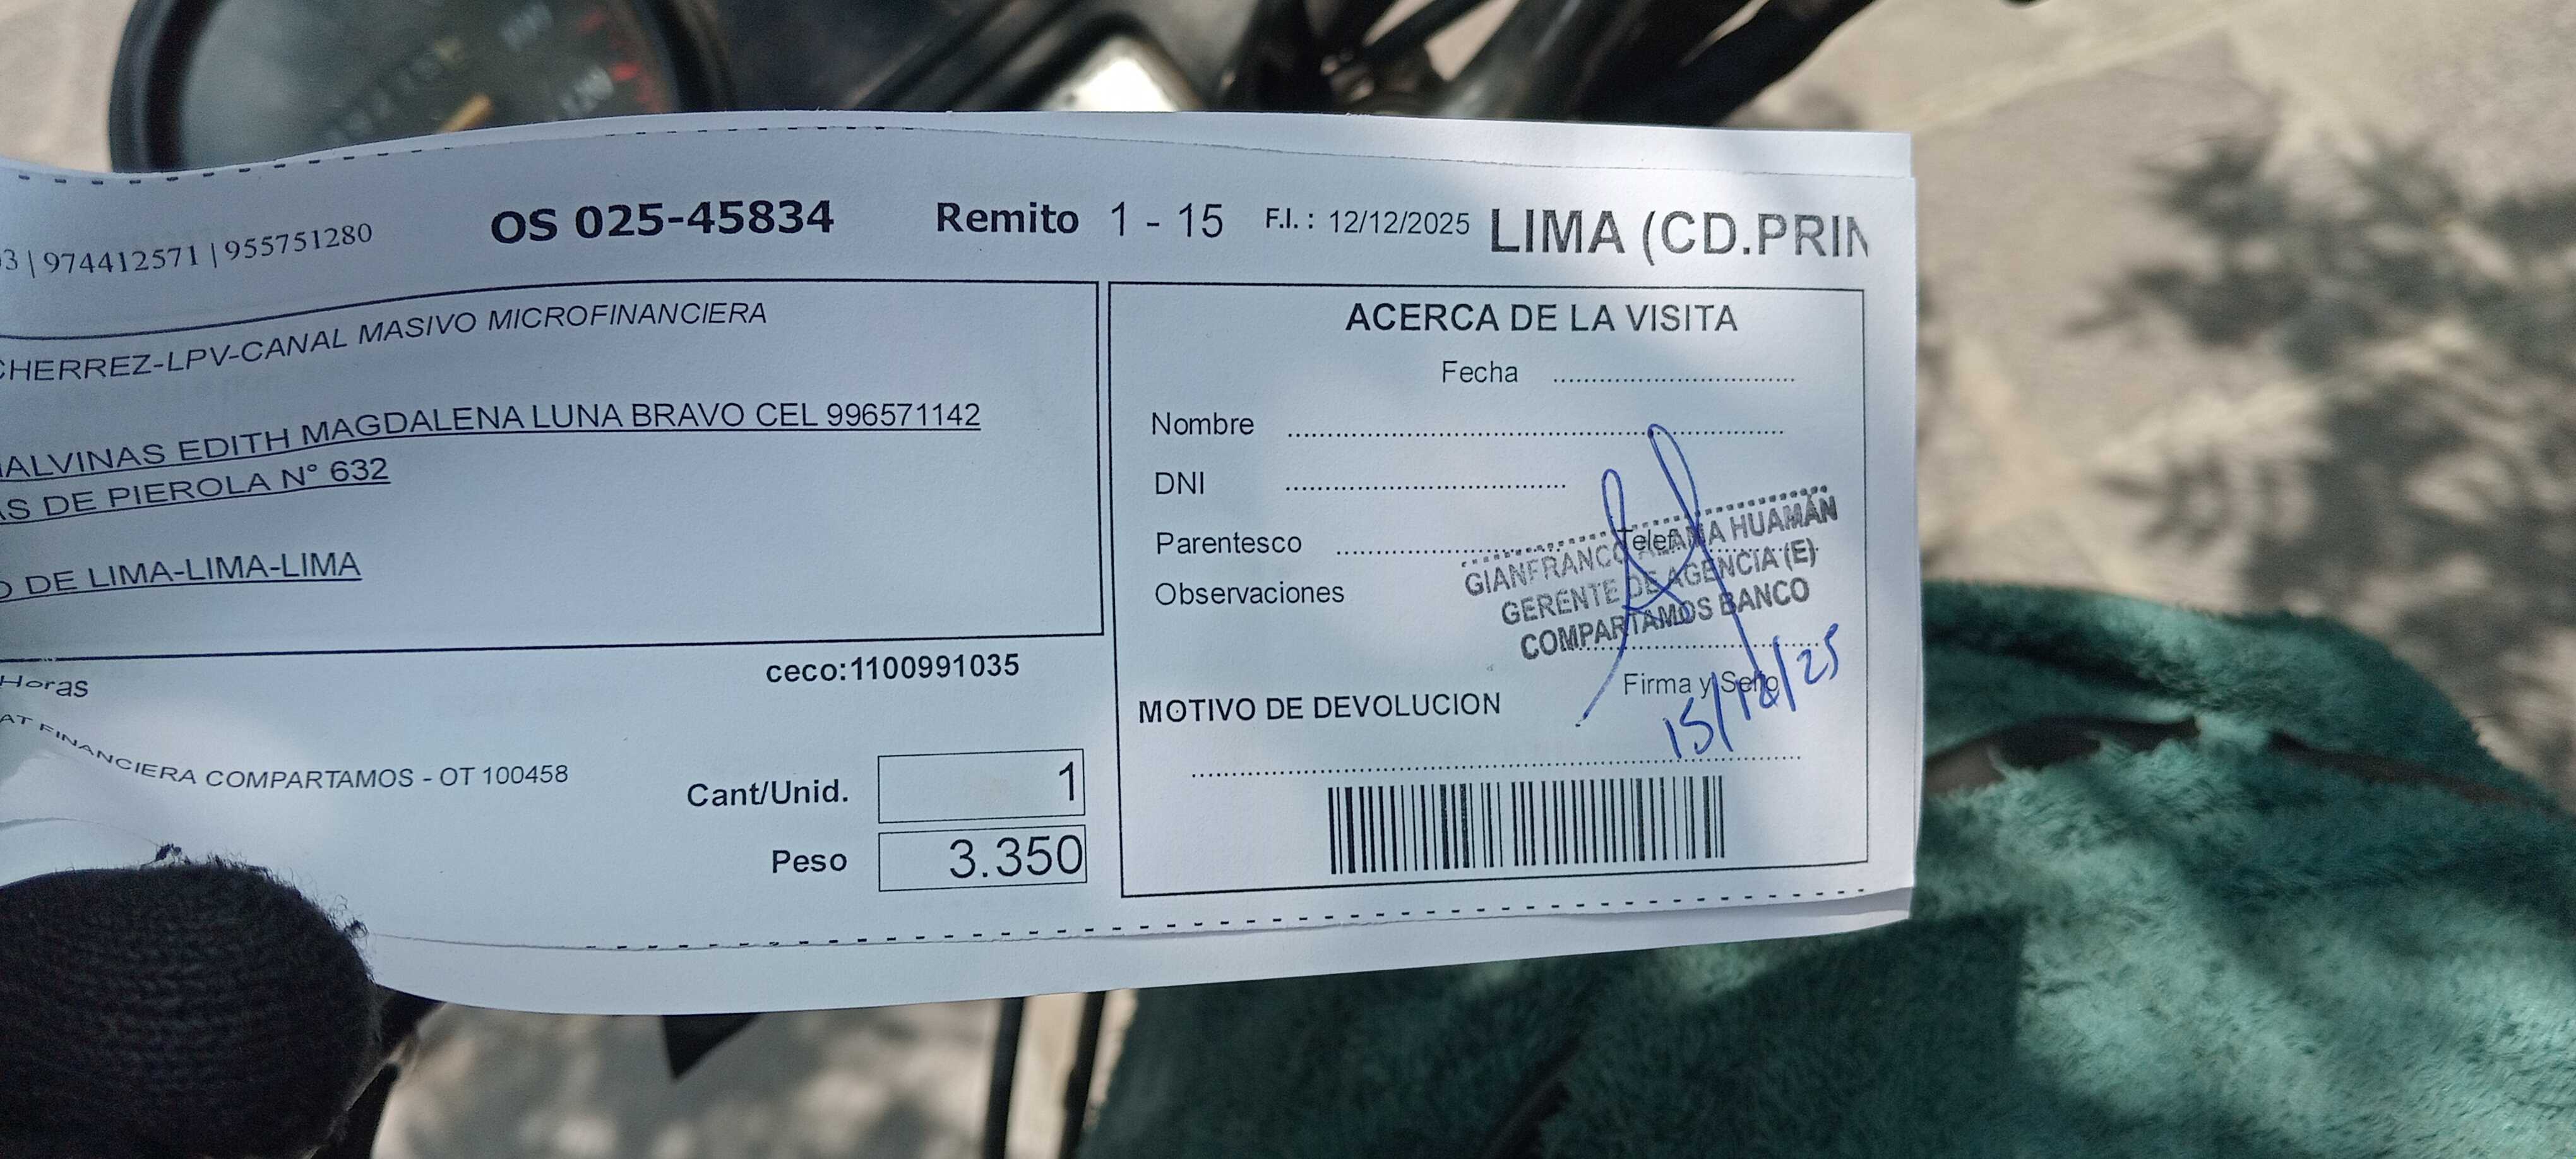 3 | 974412571 | 955751280 OS 025-45834 Remito 1 - 15 F.I. : 12/12/2025 LIMA (CD.PRIN
CHERREZ-LPV-CANAL MASIVO MICROFINANCIERA
ALVINAS EDITH MAGDALENA LUNA BRAVO CEL 996571142
AS DE PIEROLA N° 632
O DE LIMA-LIMA-LIMA
Horas
ceco:1100991035
AT FINANCIERA COMPARTAMOS - OT 100458
Cant/Unid. 1
Peso 3.350
ACERCA DE LA VISITA
Fecha
Nombre
DNI
Parentesco
Telef
Observaciones
GIANFRANCO HUAMÁN
GERENTE DE AGENCIA (E)
COMPARTAMOS BANCO
Firma y Sello
15/12/25
MOTIVO DE DEVOLUCION